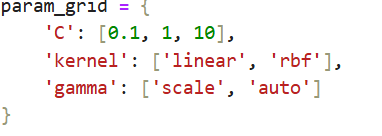 param_grid = {
    'C': [0.1, 1, 10],
    'kernel': ['linear', 'rbf'],
    'gamma': ['scale', 'auto']
}